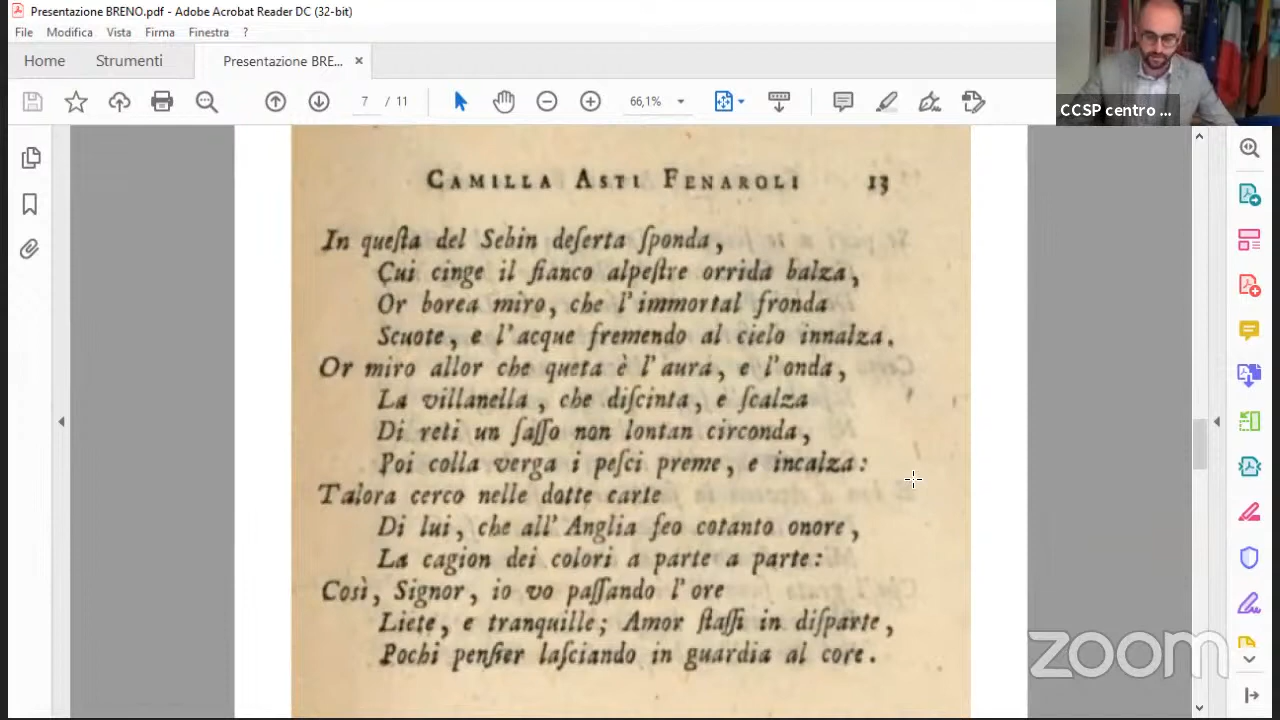 Presentazione BRENO.pdf - Adobe Acrobat Reader DC (32-bit)
File Modifica Vista Firma Finestra ?
Home Strumenti Presentazione BRE... ×
7 / 11 66,1%
CCSP centro ...
CAMILLA ASTI FENAROLI 13
In queſta del Sebin deſerta ſponda,
Cui cinge il fianco alpeſtre orrida balza,
Or borea miro, che l'immortal fronda
Scuote, e l'acque fremendo al cielo innalza.
Or miro allor che queta è l'aura, e l'onda,
La villanella, che diſcinta, e ſcalza
Di reti un ſaſſo non lontan circonda,
Poi colla verga i peſci preme, e incalza:
Talora cerco nelle dotte carte
Di lui, che all'Anglia feo cotanto onore,
La cagion dei colori a parte a parte:
Così, Signor, io vo paſſando l'ore
Liete, e tranquille; Amor ſtaſſi in diſparte,
Pochi penſier laſciando in guardia al core.
zoom